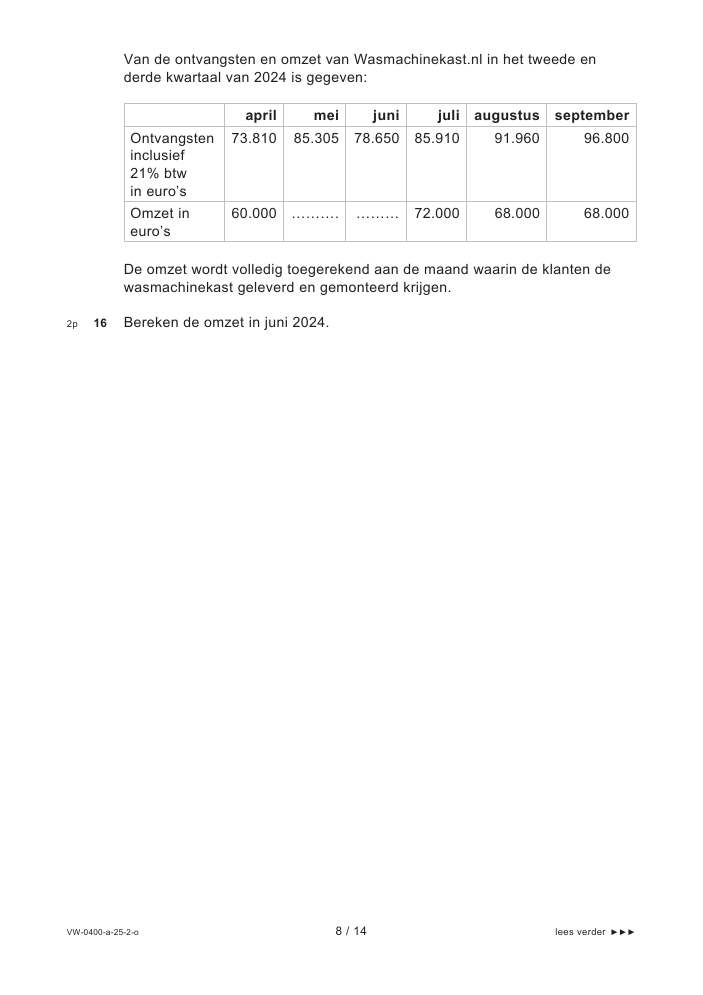 Van de ontvangsten en omzet van Wasmachinekast.nl in het tweede en
derde kwartaal van 2024 is gegeven:
april mei juni juli augustus september
Ontvangsten 73.810 85.305 78.650 85.910 91.960 96.800
inclusief
21% btw
in euro’s
Omzet in 60.000 .......... ......... 72.000 68.000 68.000
euro’s
De omzet wordt volledig toegerekend aan de maand waarin de klanten de
wasmachinekast geleverd en gemonteerd krijgen.
2p 16 Bereken de omzet in juni 2024.
VW-0400-a-25-2-o 8 / 14 lees verder ►►►